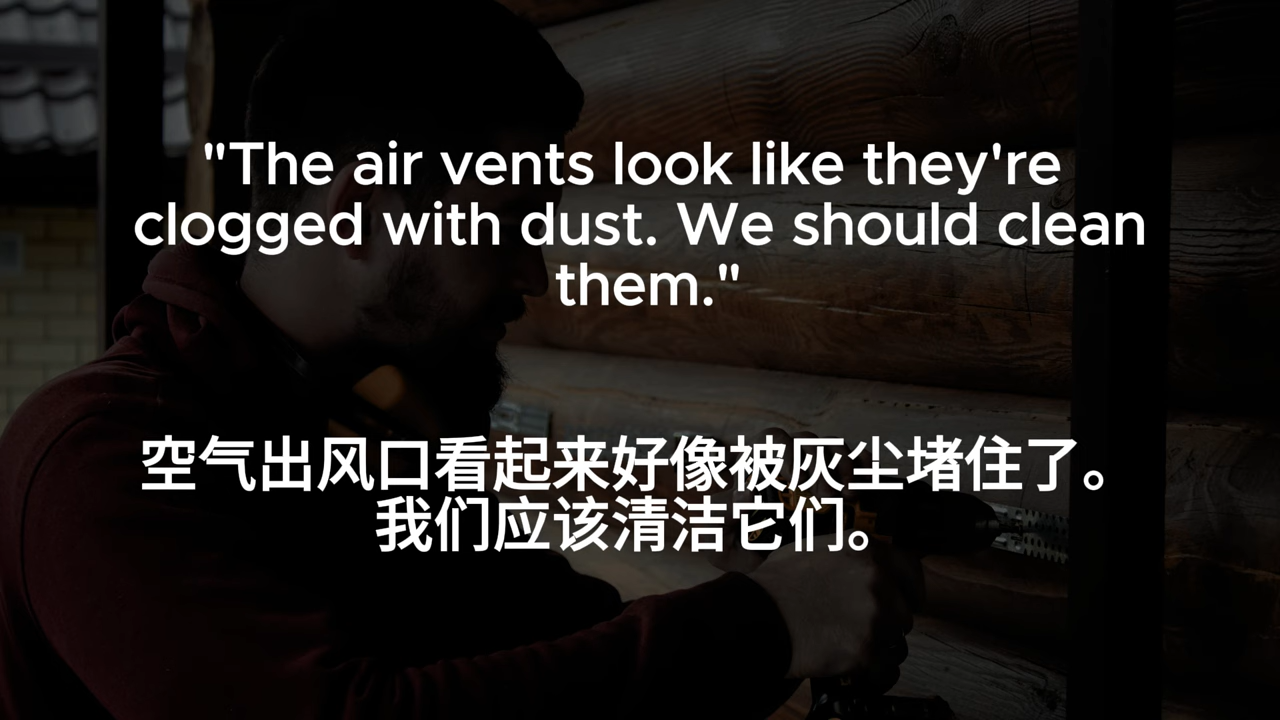 "The air vents look like they're
clogged with dust. We should clean
them."
空气出风口看起来好像被灰尘堵住了。
我们应该清洁它们。